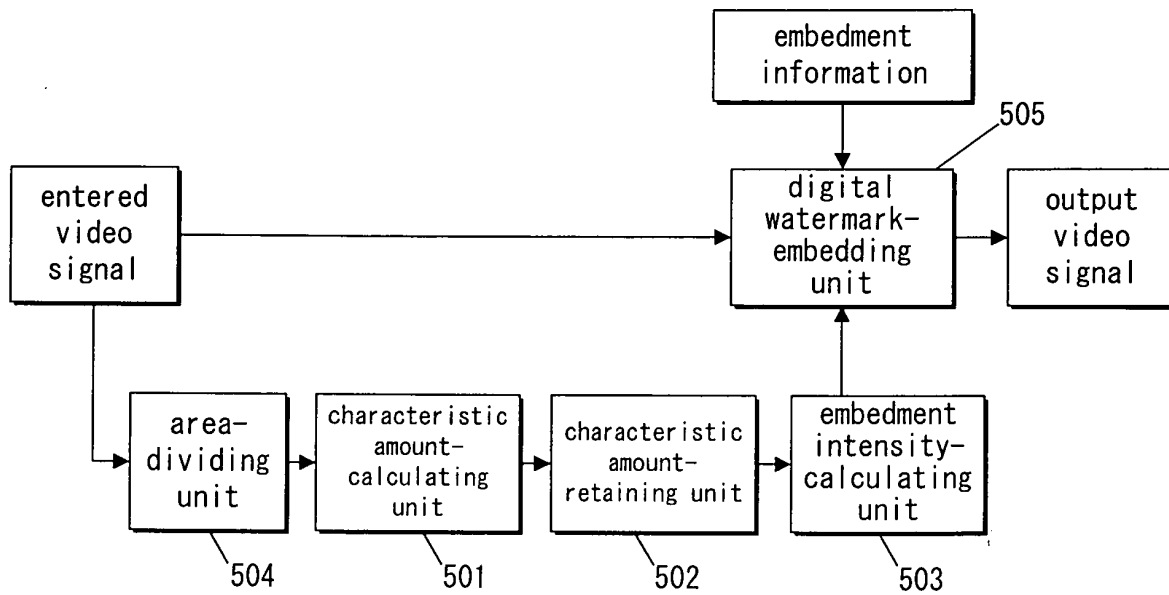 embedment
information
505
entered
video
signal
digital
watermark-
embedding
unit
output
video
signal
area-
dividing
unit
characteristic
amount-
calculating
unit
characteristic
amount-
retaining unit
embedment
intensity-
calculating
unit
504
501
502
503